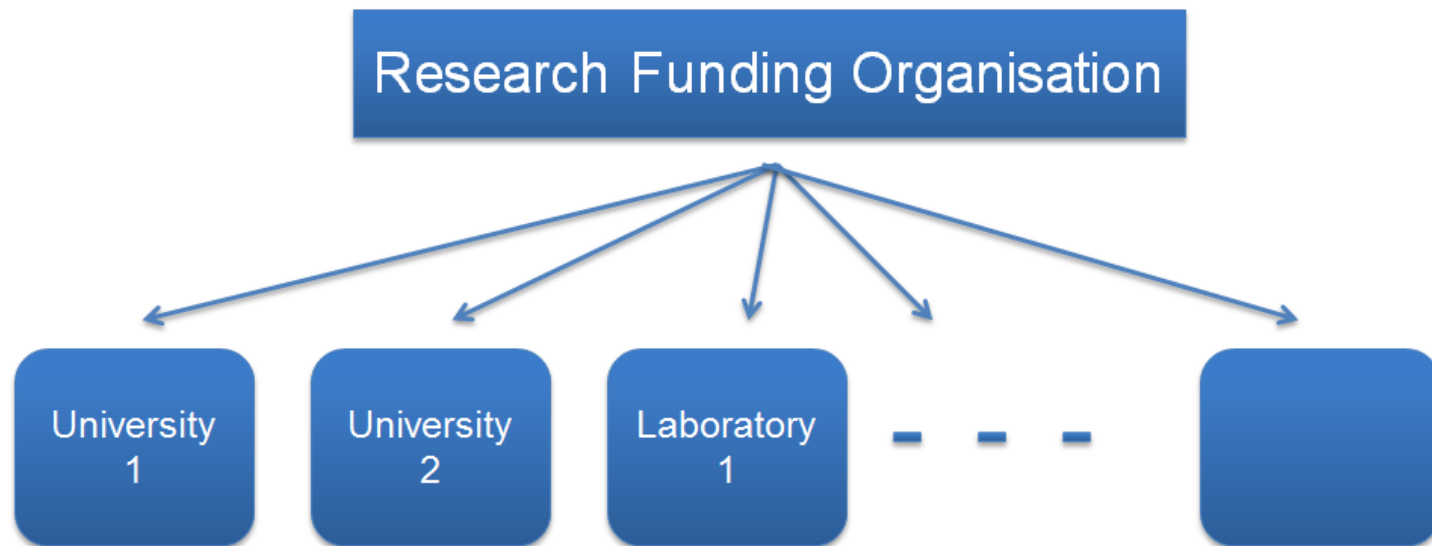 Research Funding Organisation
University
1
University
2
Laboratory
1
- - -